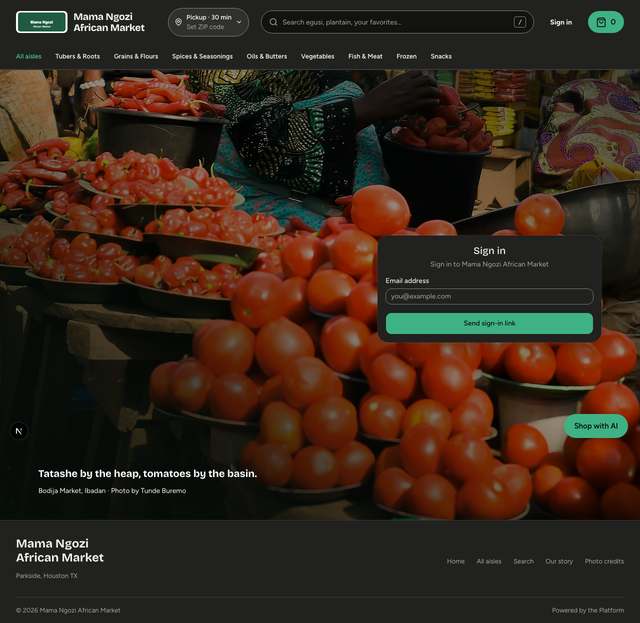 Mama Ngozi
African Market
Mama Ngozi
African Market
Pickup · 30 min
Set ZIP code
Search egusi, plantain, your favorites...
/
Sign in
0
All aisles
Tubers & Roots
Grains & Flours
Spices & Seasonings
Oils & Butters
Vegetables
Fish & Meat
Frozen
Snacks
Sign in
Sign in to Mama Ngozi African Market
Email address
you@example.com
Send sign-in link
Shop with AI
N
Tatashe by the heap, tomatoes by the basin.
Bodija Market, Ibadan · Photo by Tunde Buremo
Mama Ngozi
African Market
Parkside, Houston TX
Home
All aisles
Search
Our story
Photo credits
© 2026 Mama Ngozi African Market
Powered by the Platform